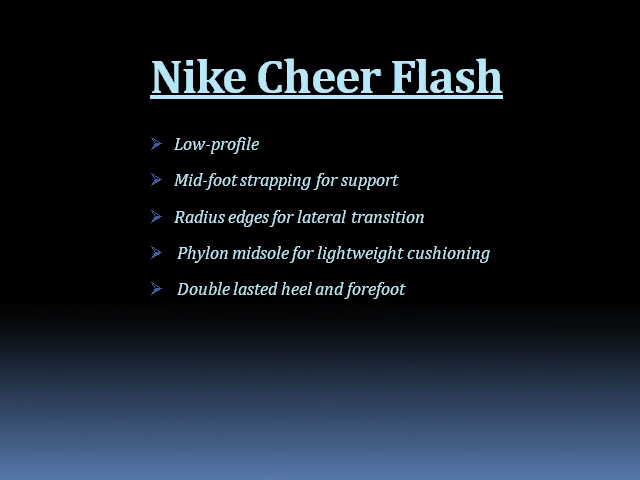 Nike Cheer Flash
Low-profile
Mid-foot strapping for support
Radius edges for lateral transition
Phylon midsole for lightweight cushioning
Double lasted heel and forefoot